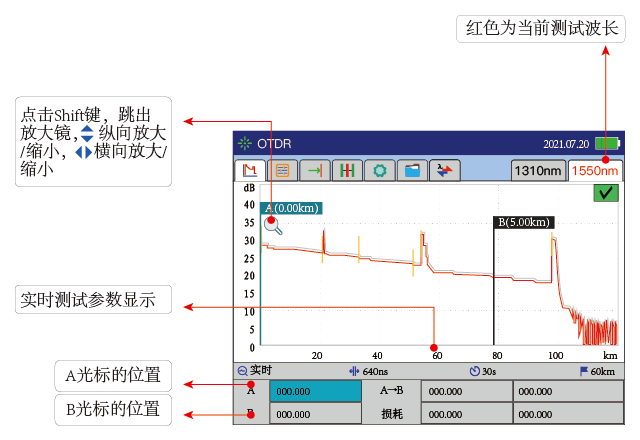 红色为当前测试波长
点击Shift键，跳出
放大镜，纵向放大
/缩小，横向放大/
缩小
OTDR
2021.07.20
1310nm
1550nm
dB
40
35
30
25
20
15
10
5
0
A(0.00km)
B(5.00km)
20
40
60
80
100
km
实时测试参数显示
实时
640ns
30s
60km
A光标的位置
A
000.000
A→B
000.000
000.000
B光标的位置
B
000.000
损耗
000.000
000.000